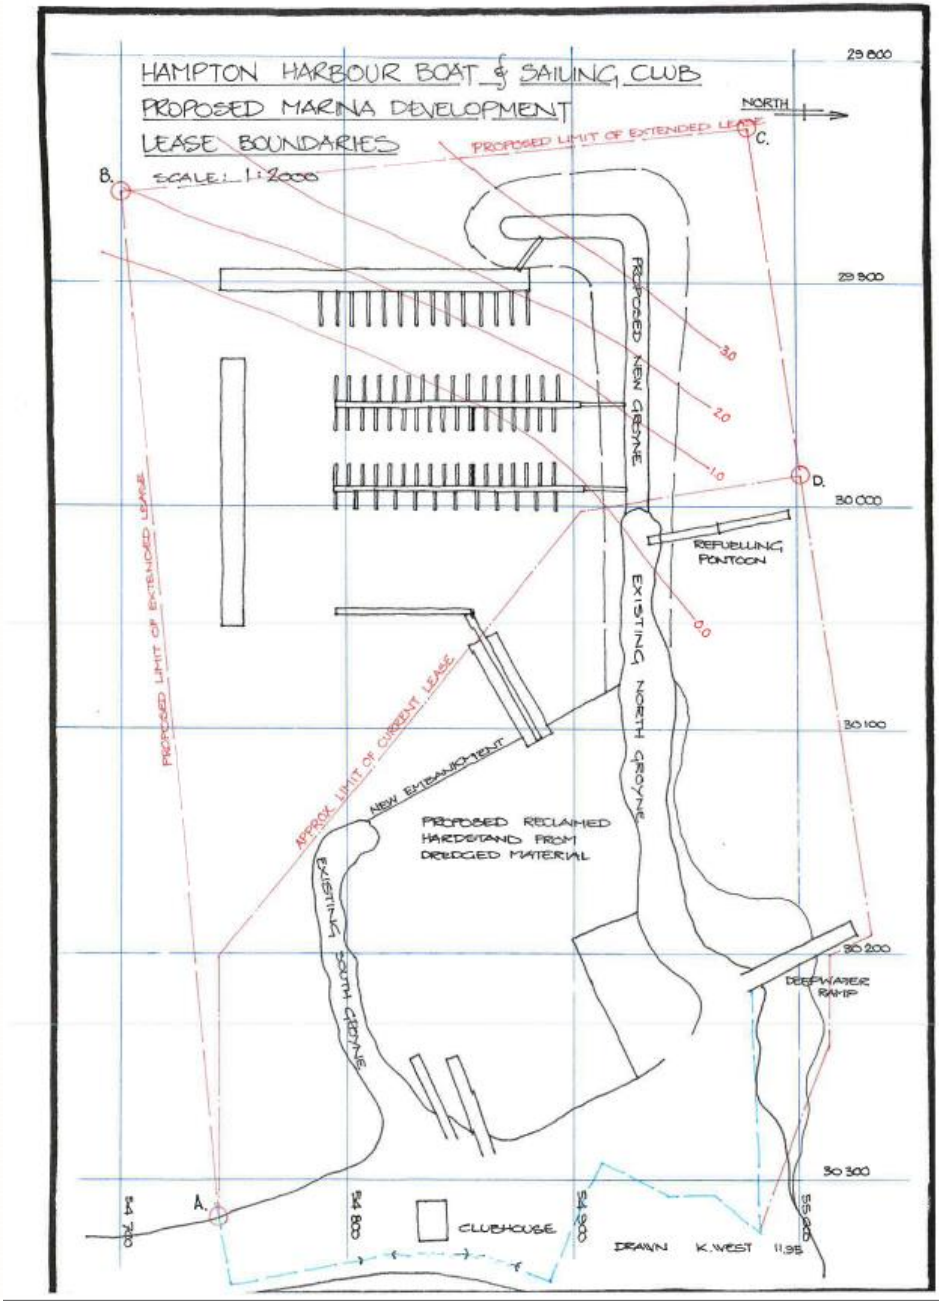 29800
HAMPTON HARBOUR BOAT & SAILING CLUB
PROPOSED MARINA DEVELOPMENT
LEASE BOUNDARIES
SCALE: 1:2000
NORTH
PROPOSED LIMIT OF EXTENDED LEASE
C.
B.
29900
PROPOSED NEW GROYNE
3.0
2.0
1.0
D.
30 000
REFUELLING
PONTOON
PROPOSED LIMIT OF EXTENDED LEASE
EXISTING NORTH GROYNE
0.0
APPROX LIMIT OF CURRENT LEASE
30 100
NEW EMBANKMENT
PROPOSED RECLAIMED
HARDSTAND FROM
DREDGED MATERIAL
EXISTING SOUTH GROYNE
30 200
DEEPWATER
RAMP
30 300
A.
54 700
54 800
54 900
55 000
CLUBHOUSE
DRAWN K.WEST 11.95